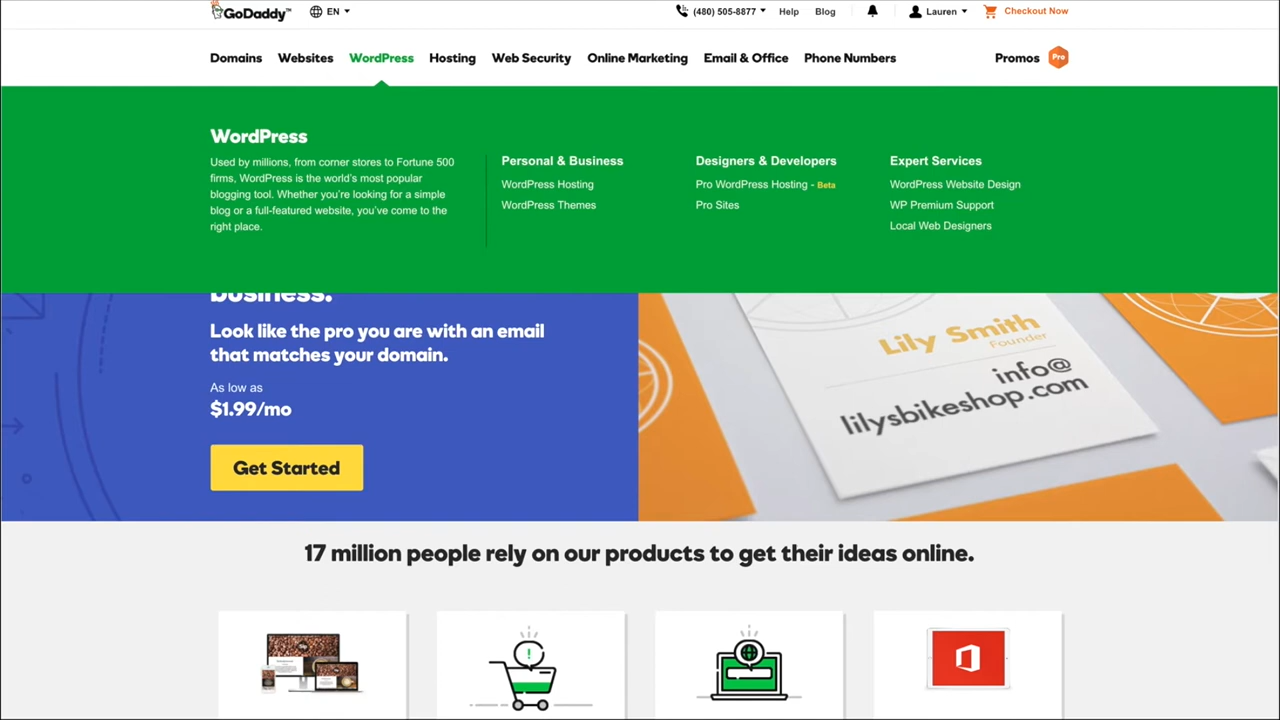 GoDaddy™
EN
(480) 505-8877
Help
Blog
Lauren
Checkout Now
Domains
Websites
WordPress
Hosting
Web Security
Online Marketing
Email & Office
Phone Numbers
Promos
Pro
WordPress
Used by millions, from corner stores to Fortune 500
firms, WordPress is the world's most popular
blogging tool. Whether you're looking for a simple
blog or a full-featured website, you've come to the
right place.
Personal & Business
WordPress Hosting
WordPress Themes
Designers & Developers
Pro WordPress Hosting - Beta
Pro Sites
Expert Services
WordPress Website Design
WP Premium Support
Local Web Designers
business.
Look like the pro you are with an email
that matches your domain.
As low as
$1.99/mo
Get Started
Lily Smith
Founder
info@
lilysbikeshop.com
17 million people rely on our products to get their ideas online.